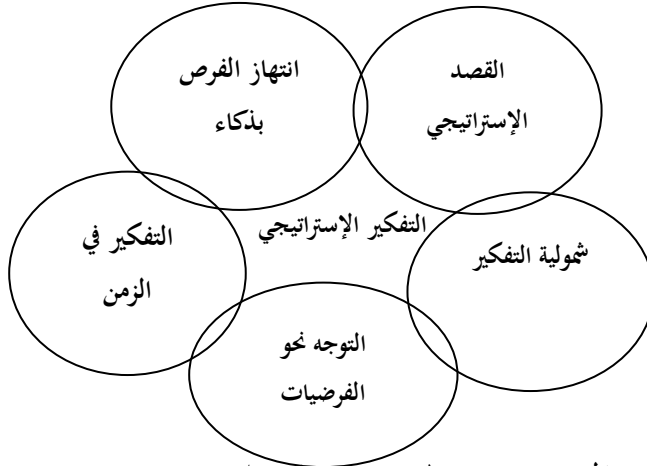 القصد
الإستراتيجي
انتهاز الفرص
بذكاء
التفكير الإستراتيجي
شمولية التفكير
التفكير في
الزمن
التوجه نحو
الفرضيات